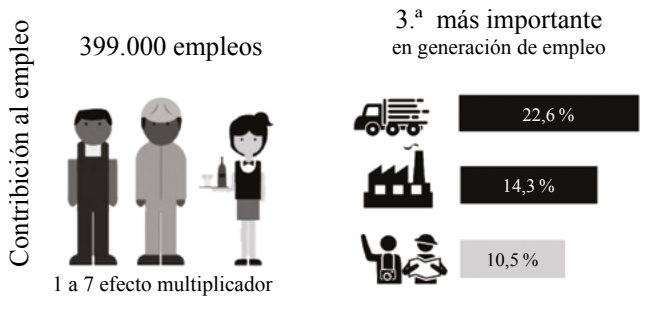 Contribición al empleo
399.000 empleos
1 a 7 efecto multiplicador
3.ª más importante
en generación de empleo
22,6 %
14,3 %
10,5 %